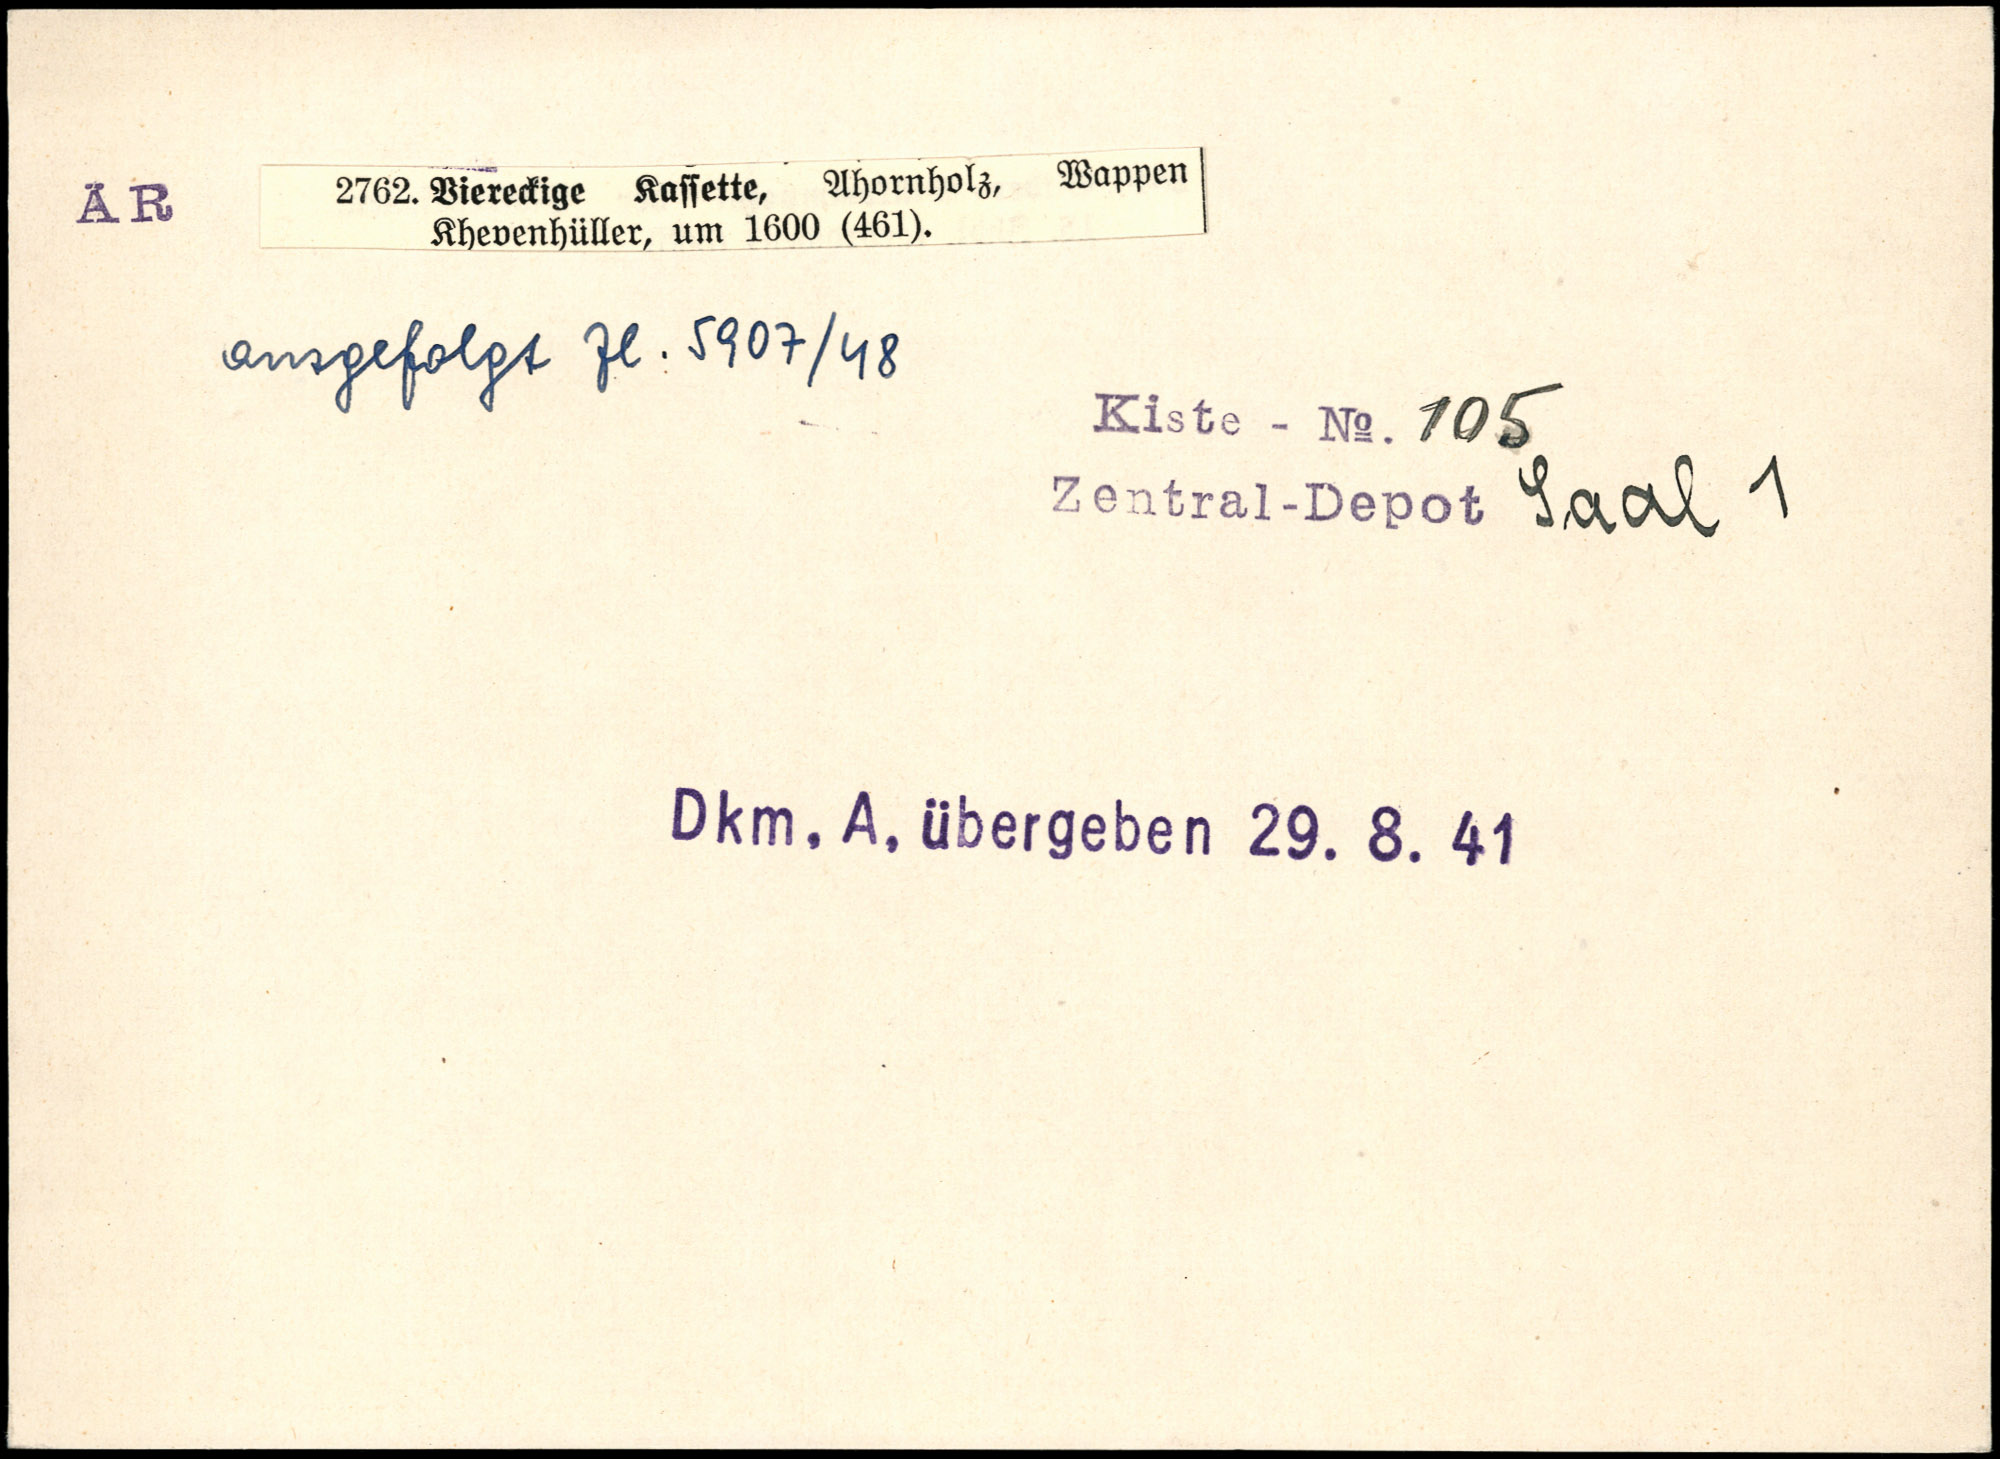 AR
2762. Viereckige Kassette, Ahornholz, Wappen
Khevenhüller, um 1600 (461).
ausgefolgt Zl. 5907/48
Kiste - №. 105
Zentral-Depot Saal 1
Dkm. A. übergeben 29. 8. 41